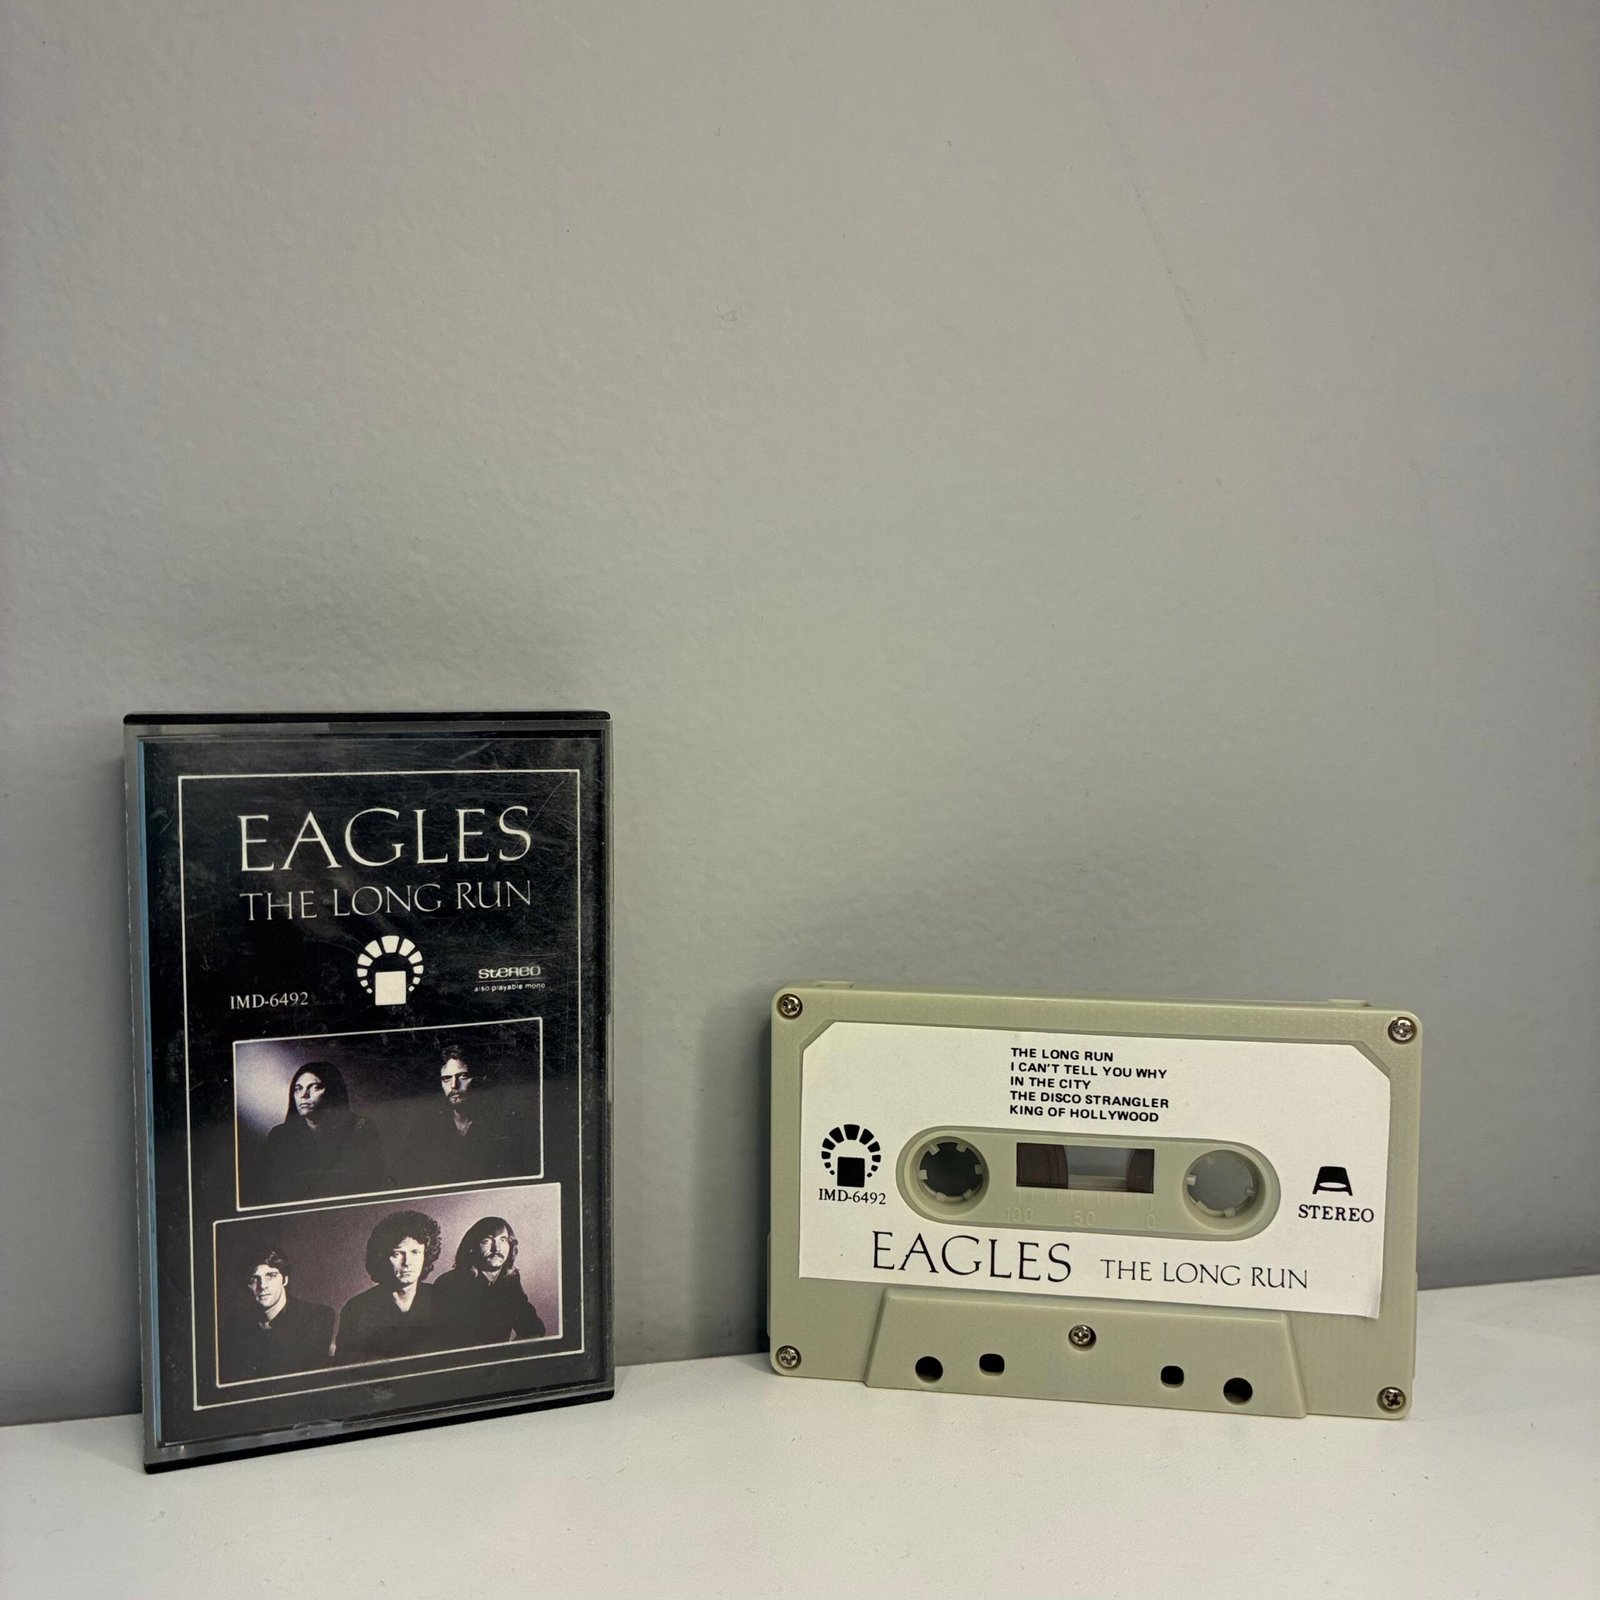 EAGLES
THE LONG RUN
IMD-6492
STEREO
also playable mono
THE LONG RUN
I CAN'T TELL YOU WHY
IN THE CITY
THE DISCO STRANGLER
KING OF HOLLYWOOD
IMD-6492
100 50 0
A
STEREO
EAGLES THE LONG RUN